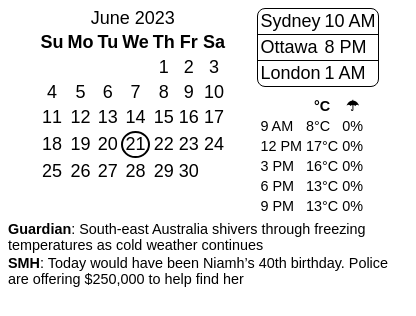 June 2023
Su Mo Tu We Th Fr Sa
1 2 3
4 5 6 7 8 9 10
11 12 13 14 15 16 17
18 19 20 21 22 23 24
25 26 27 28 29 30
Sydney 10 AM
Ottawa 8 PM
London 1 AM
°C ☂
9 AM 8°C 0%
12 PM 17°C 0%
3 PM 16°C 0%
6 PM 13°C 0%
9 PM 13°C 0%
Guardian: South-east Australia shivers through freezing
temperatures as cold weather continues
SMH: Today would have been Niamh's 40th birthday. Police
are offering $250,000 to help find her